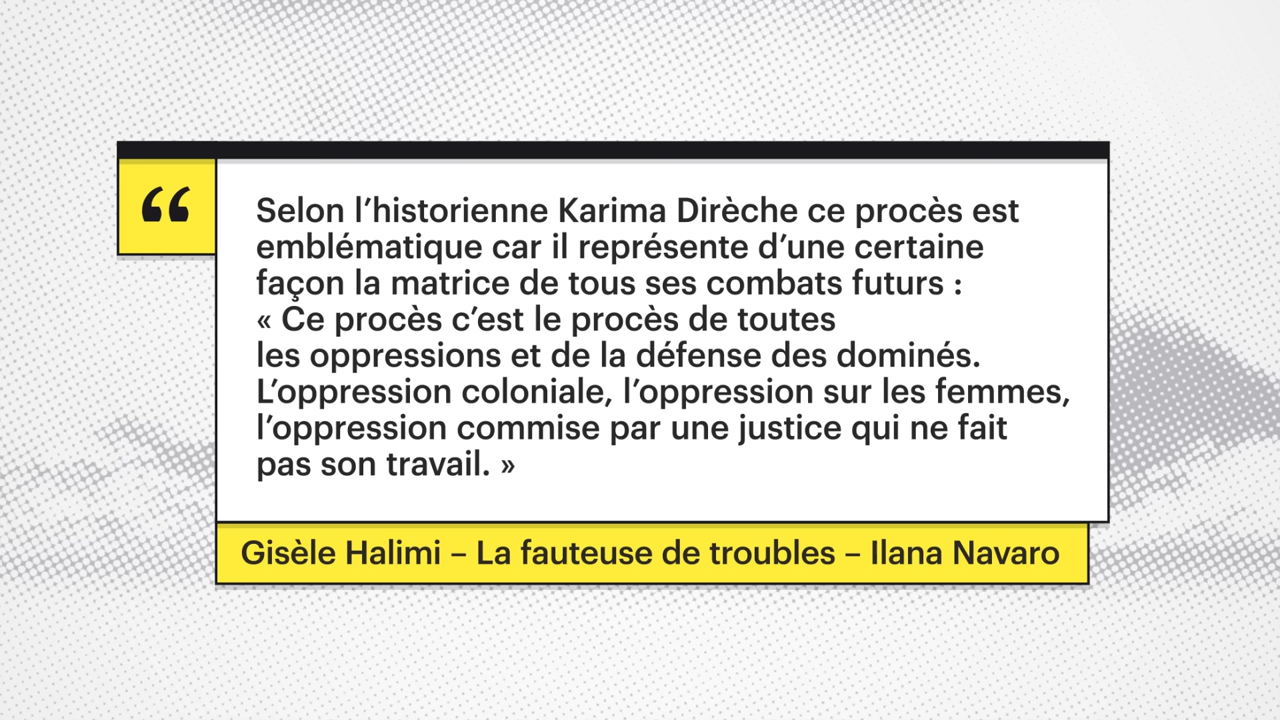 “
Selon l’historienne Karima Dirèche ce procès est
emblématique car il représente d’une certaine
façon la matrice de tous ses combats futurs :
« Ce procès c’est le procès de toutes
les oppressions et de la défense des dominés.
L’oppression coloniale, l’oppression sur les femmes,
l’oppression commise par une justice qui ne fait
pas son travail. »
Gisèle Halimi – La fauteuse de troubles – Ilana Navaro